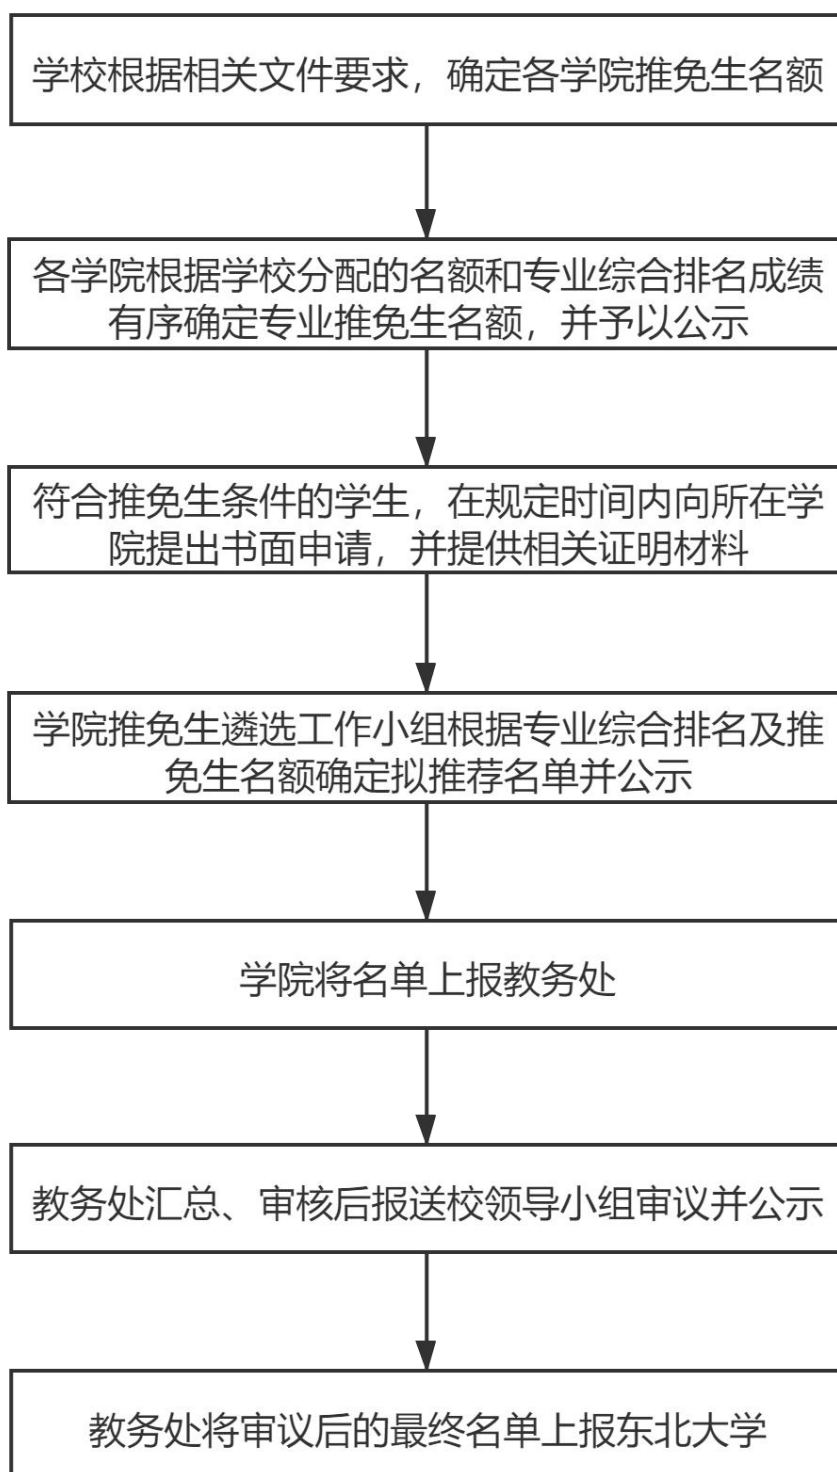 学校根据相关文件要求，确定各学院推免生名额
各学院根据学校分配的名额和专业综合排名成绩
有序确定专业推免生名额，并予以公示
符合推免生条件的学生，在规定时间内向所在学
院提出书面申请，并提供相关证明材料
学院推免生遴选工作小组根据专业综合排名及推
免生名额确定拟推荐名单并公示
学院将名单上报教务处
教务处汇总、审核后报送校领导小组审议并公示
教务处将审议后的最终名单上报东北大学